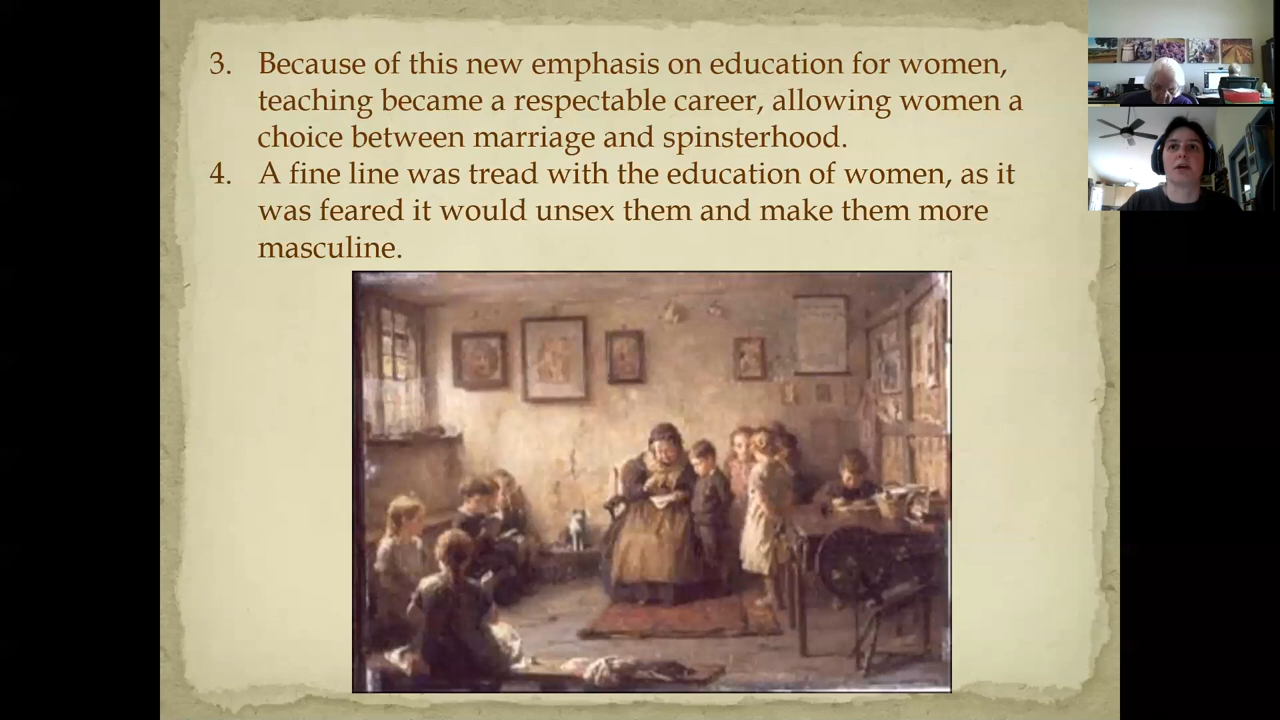 3. Because of this new emphasis on education for women,
teaching became a respectable career, allowing women a
choice between marriage and spinsterhood.
4. A fine line was tread with the education of women, as it
was feared it would unsex them and make them more
masculine.